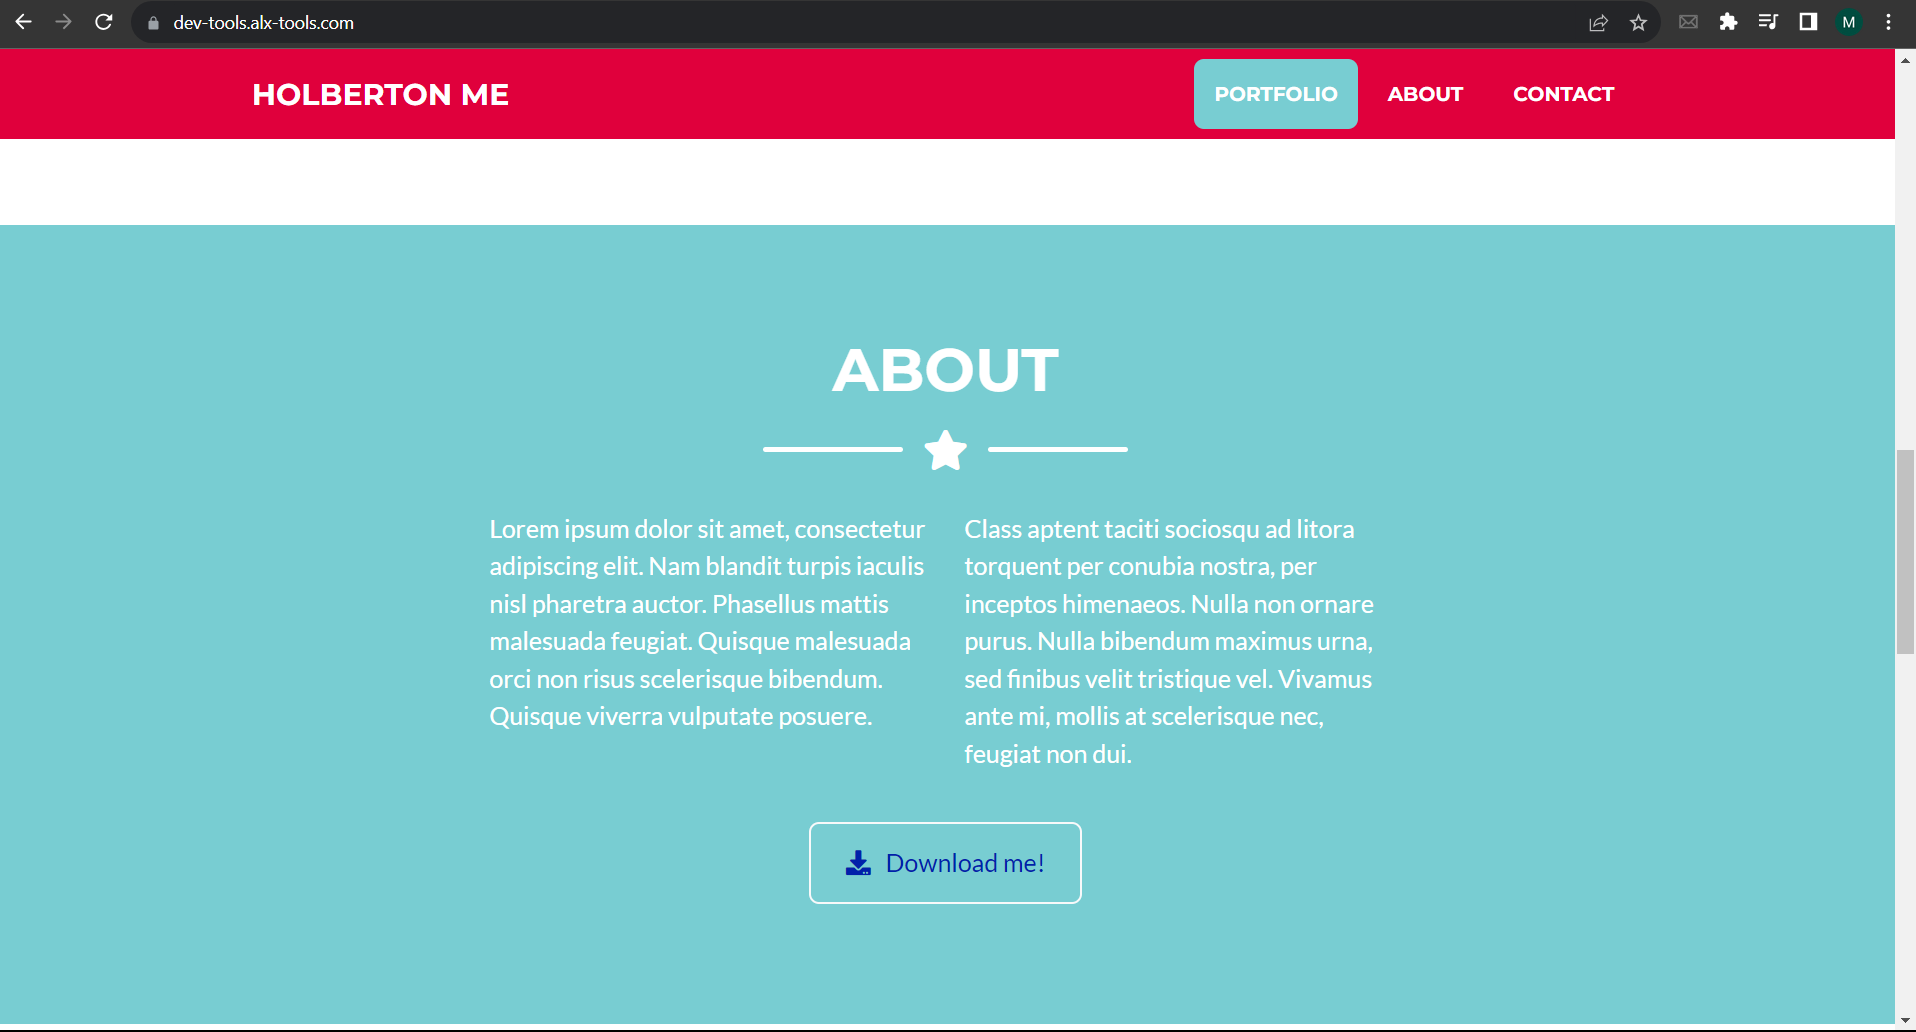 dev-tools.alx-tools.com
M
HOLBERTON ME
PORTFOLIO
ABOUT
CONTACT
ABOUT
Lorem ipsum dolor sit amet, consectetur
adipiscing elit. Nam blandit turpis iaculis
nisl pharetra auctor. Phasellus mattis
malesuada feugiat. Quisque malesuada
orci non risus scelerisque bibendum.
Quisque viverra vulputate posuere.
Class aptent taciti sociosqu ad litora
torquent per conubia nostra, per
inceptos himenaeos. Nulla non ornare
purus. Nulla bibendum maximus urna,
sed finibus velit tristique vel. Vivamus
ante mi, mollis at scelerisque nec,
feugiat non dui.
Download me!